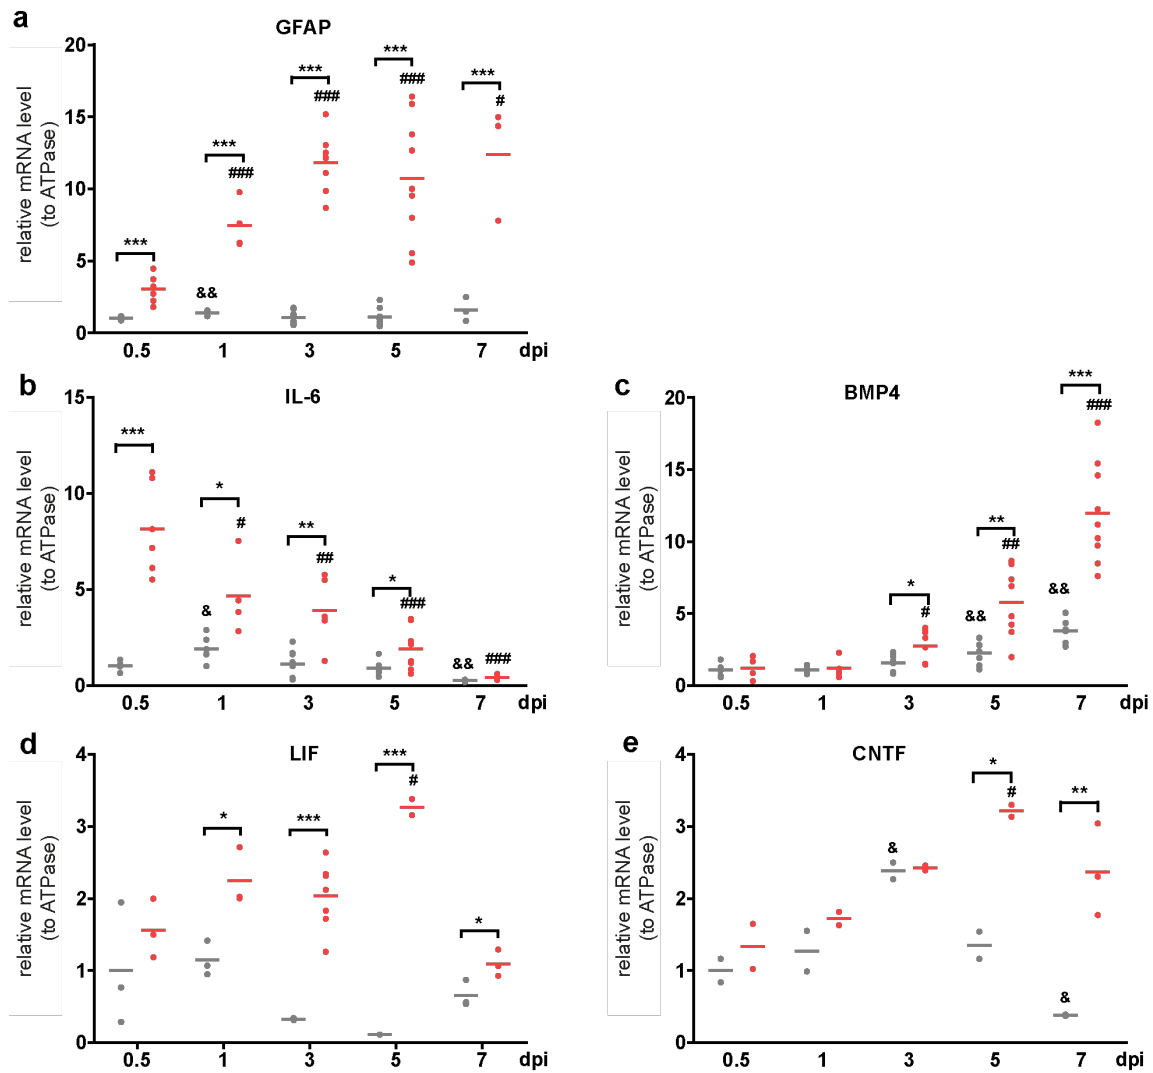 a
GFAP
relative mRNA level
(to ATPase)
20
15
10
5
0
***
***
###
&&
***
###
***
###
***
#
0.5 1 3 5 7 dpi
b
IL-6
relative mRNA level
(to ATPase)
15
10
5
0
***
*
#
&
**
##
*
###
&&
###
0.5 1 3 5 7 dpi
c
BMP4
relative mRNA level
(to ATPase)
20
15
10
5
0
*
#
**
##
&&
***
###
&&
0.5 1 3 5 7 dpi
d
LIF
relative mRNA level
(to ATPase)
4
3
2
1
0
*
***
***
#
*
0.5 1 3 5 7 dpi
e
CNTF
relative mRNA level
(to ATPase)
4
3
2
1
0
&
*
#
**
&
0.5 1 3 5 7 dpi